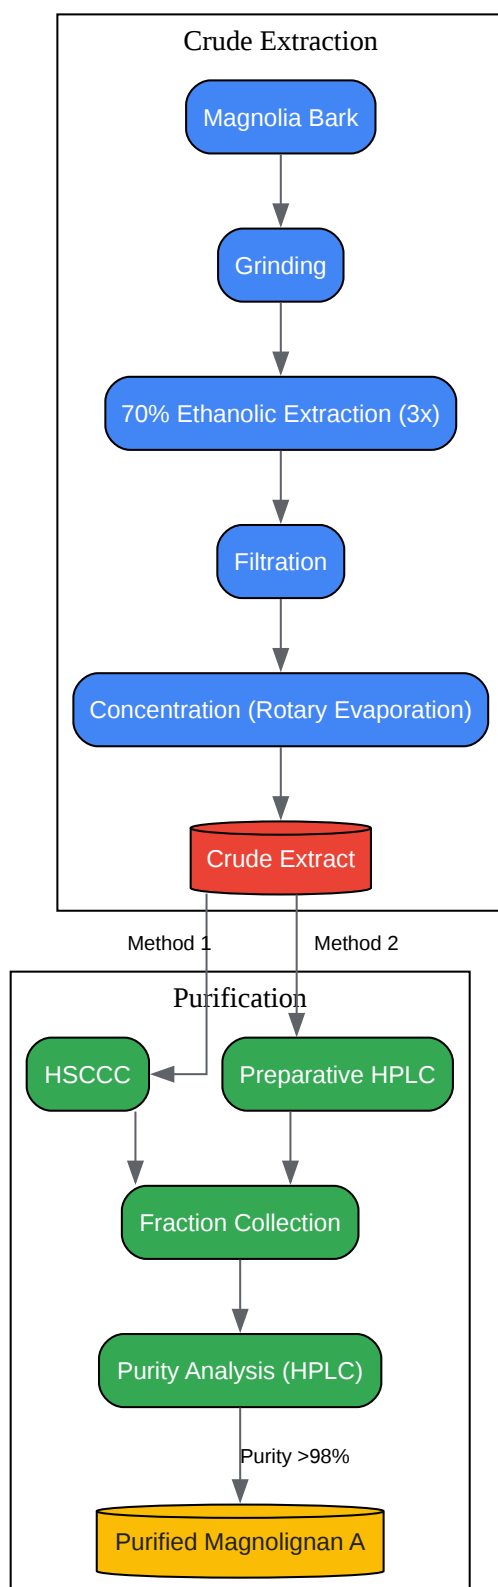 Crude Extraction
Magnolia Bark
Grinding
70% Ethanolic Extraction (3x)
Filtration
Concentration (Rotary Evaporation)
Crude Extract
Method 1
Method 2
Purification
HSCCC
Preparative HPLC
Fraction Collection
Purity Analysis (HPLC)
Purity >98%
Purified Magnolignan A